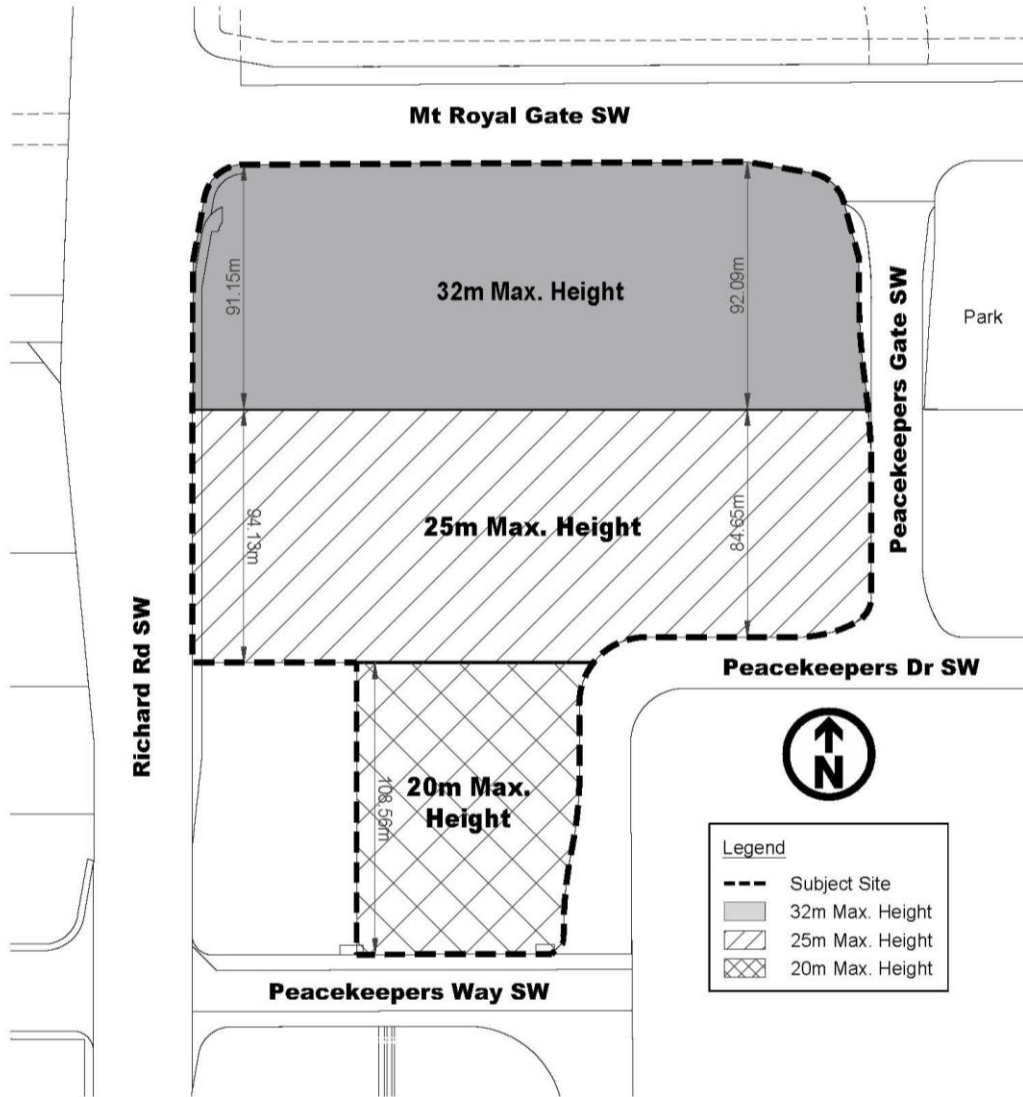 Mt Royal Gate SW
91.15m
32m Max. Height
92.09m
Peacekeepers Gate SW
Park
94.13m
25m Max. Height
84.65m
Richard Rd SW
Peacekeepers Dr SW
108.56m
20m Max.
Height
N
Legend
Subject Site
32m Max. Height
25m Max. Height
20m Max. Height
Peacekeepers Way SW